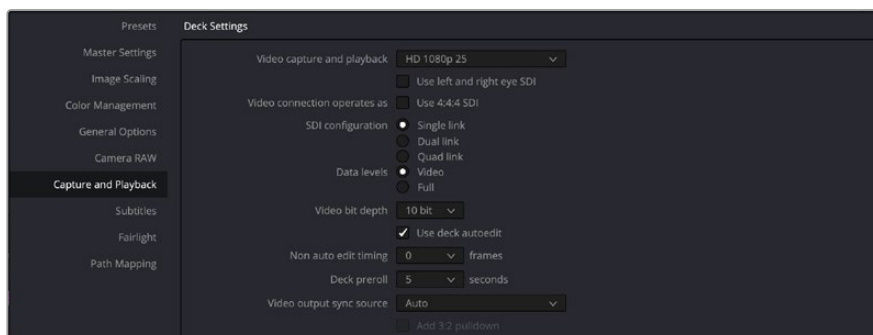 Presets
Master Settings
Image Scaling
Color Management
General Options
Camera RAW
Capture and Playback
Subtitles
Fairlight
Path Mapping
Deck Settings
Video capture and playback HD 1080p 25
Use left and right eye SDI
Video connection operates as Use 4:4:4 SDI
SDI configuration Single link
Dual link
Quad link
Data levels Video
Full
Video bit depth 10 bit
Use deck autoedit
Non auto edit timing 0 frames
Deck preroll 5 seconds
Video output sync source Auto
Add 3:2 pulldown